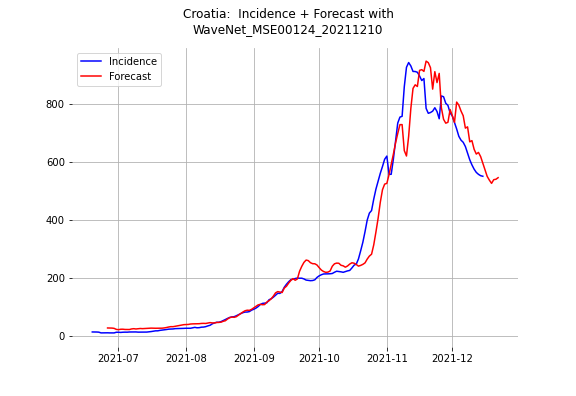 Croatia:  Incidence + Forecast with
WaveNet_MSE00124_20211210
Incidence
Forecast
800
600
400
200
0
2021-07 2021-08 2021-09 2021-10 2021-11 2021-12